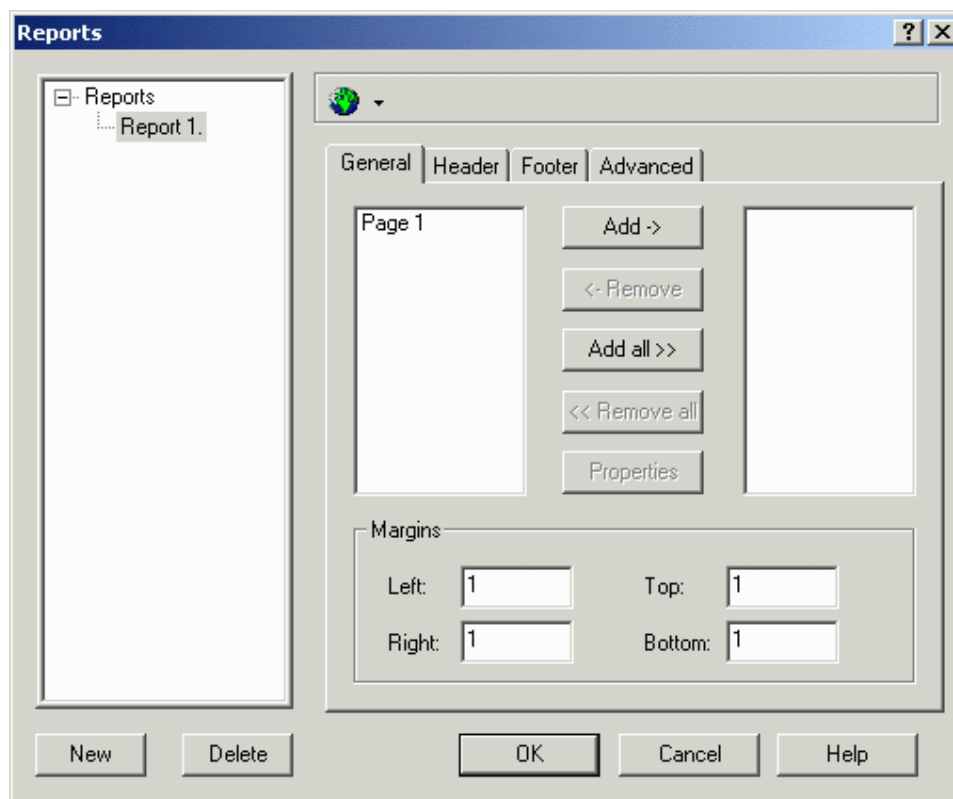 Reports
Reports
Report 1.
General Header Footer Advanced
Page 1
Add ->
<- Remove
Add all >>
<< Remove all
Properties
Margins
Left: 1 Top: 1
Right: 1 Bottom: 1
New Delete OK Cancel Help